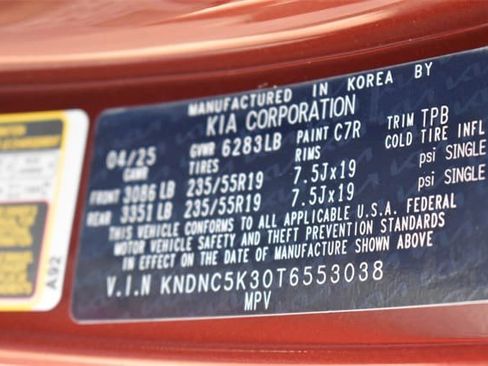 MANUFACTURED IN KOREA BY
KIA CORPORATION
04/25 GVWR 6283LB PAINT C7R TRIM TPB
GAWR TIRES RIMS COLD TIRE INFL
FRONT 3086 LB 235/55R19 7.5Jx19 psi SINGLE
REAR 3351 LB 235/55R19 7.5Jx19 psi SINGLE
THIS VEHICLE CONFORMS TO ALL APPLICABLE U.S.A. FEDERAL
MOTOR VEHICLE SAFETY AND THEFT PREVENTION STANDARDS
IN EFFECT ON THE DATE OF MANUFACTURE SHOWN ABOVE
V.I.N KNDNC5K30T6553038
MPV
A92